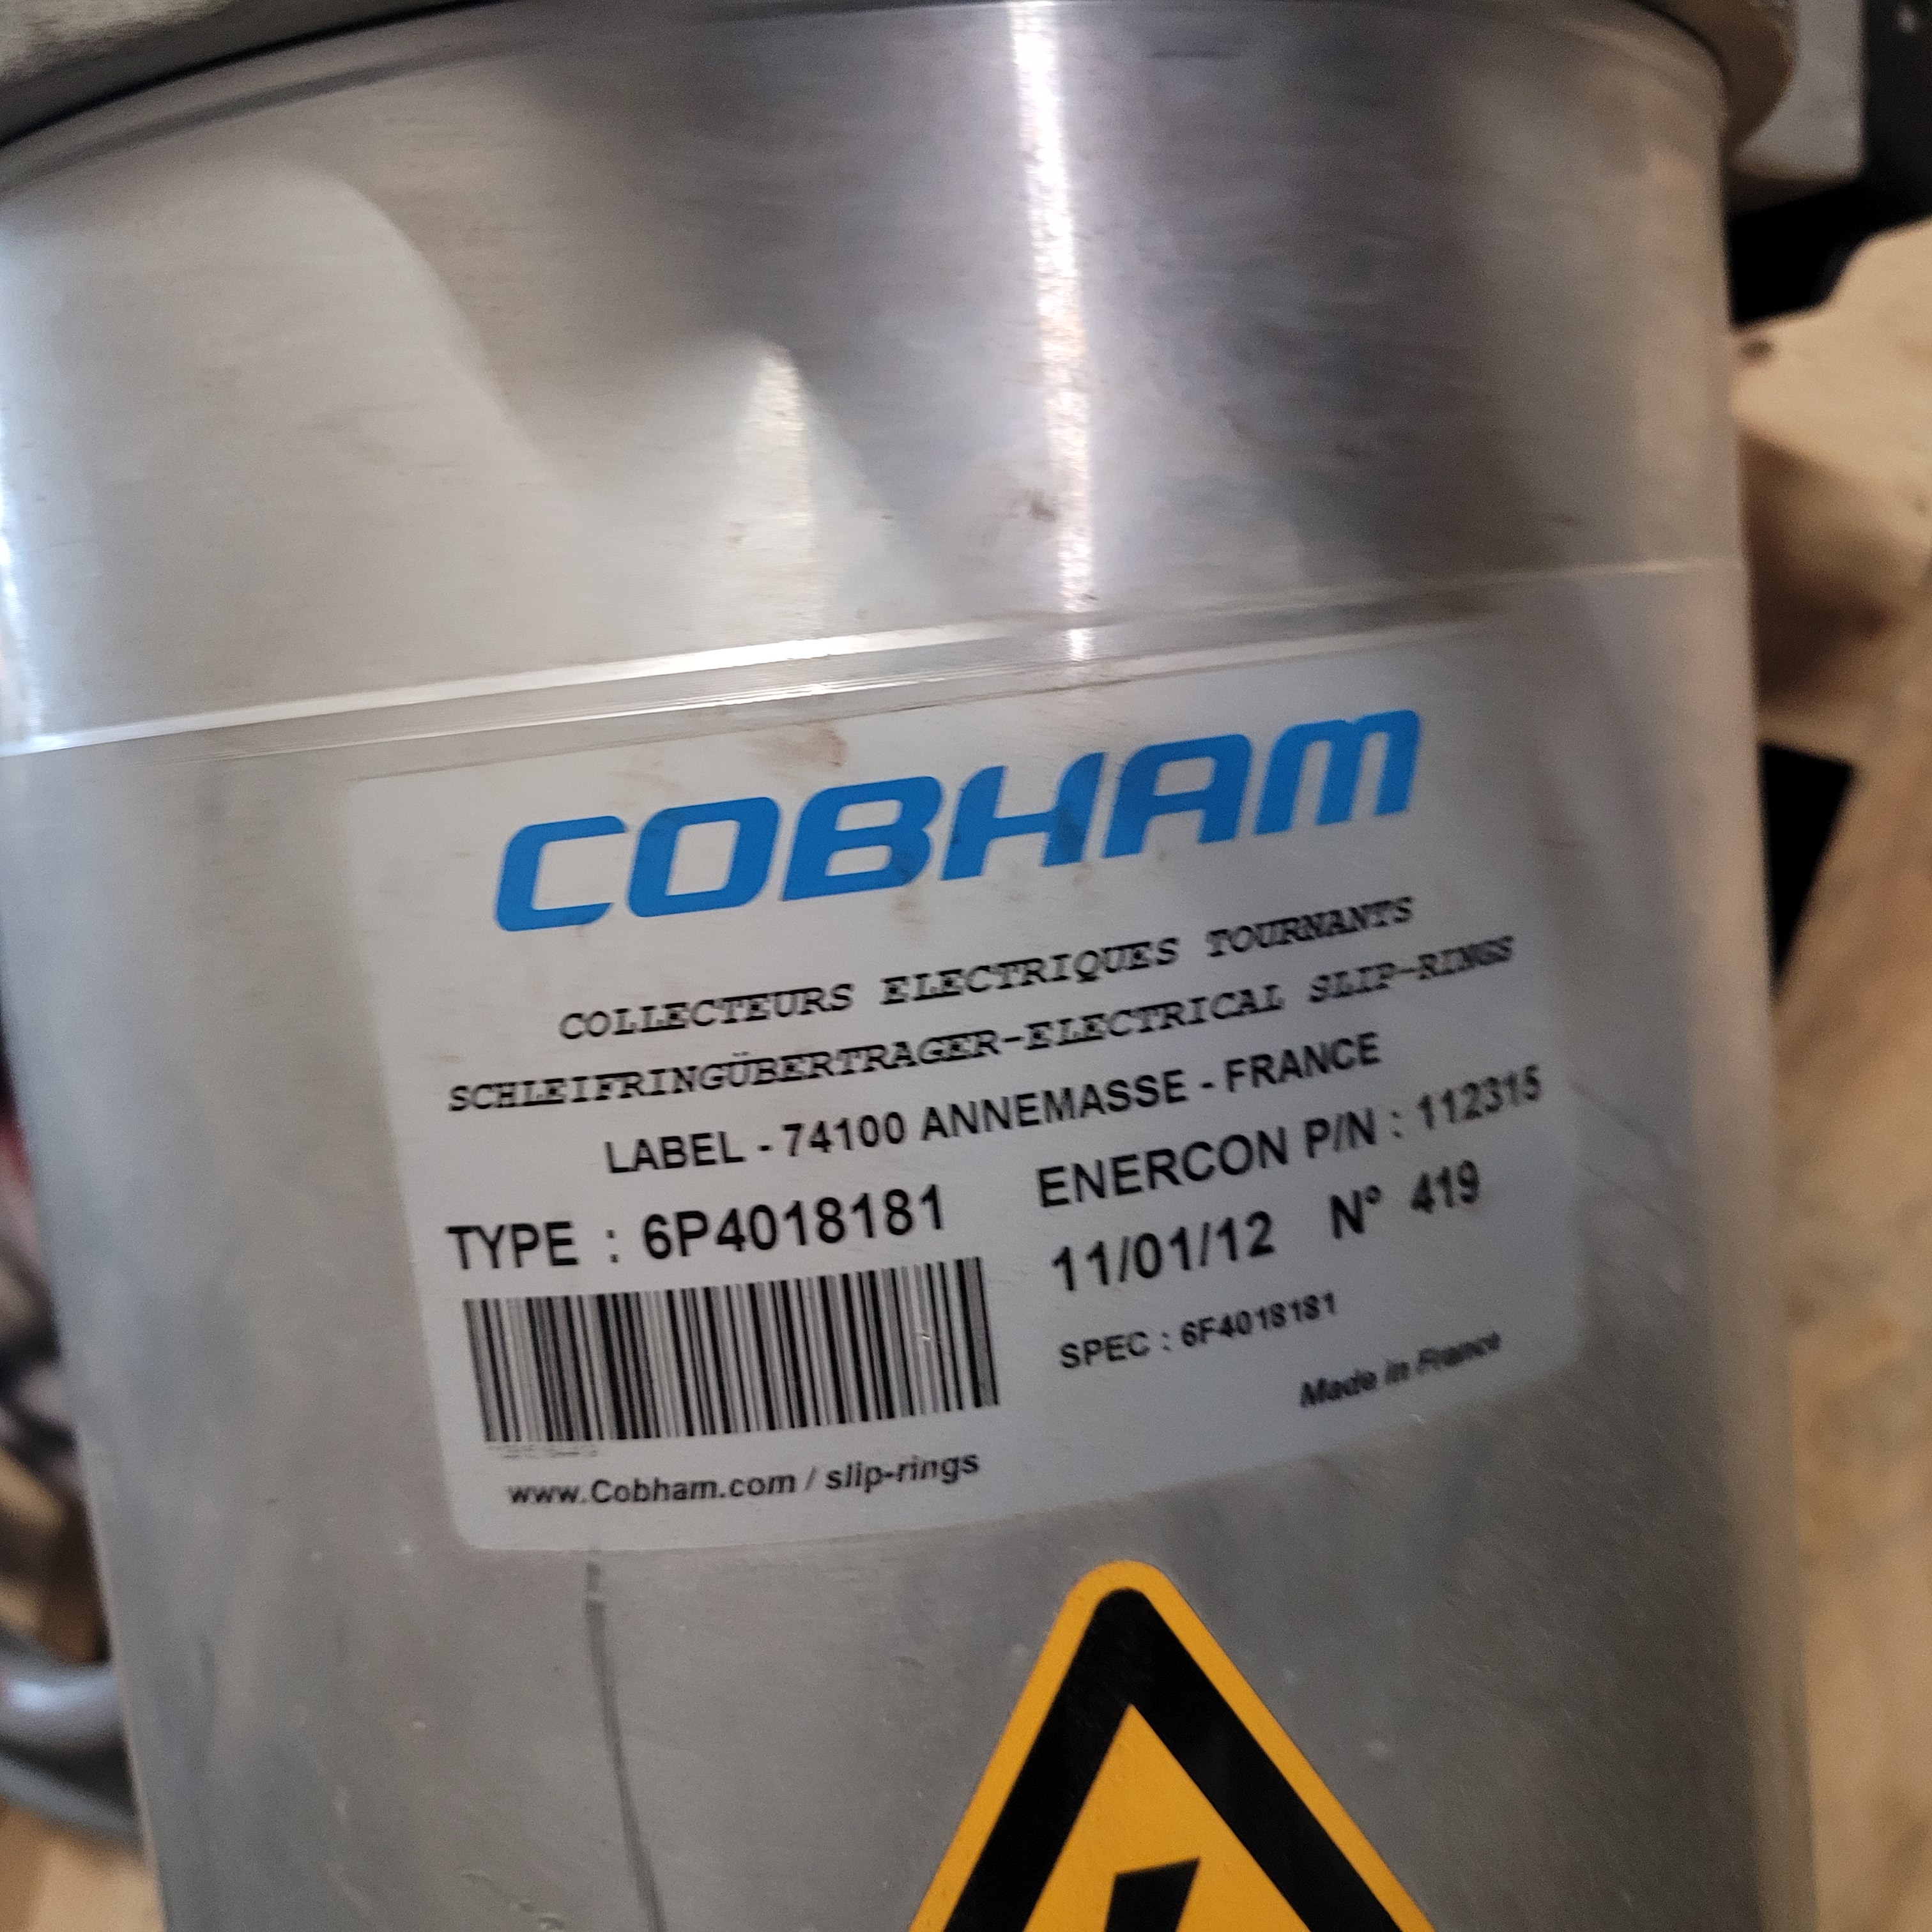 COBHAM
COLLECTEURS ELECTRIQUES TOURNANTS
SCHLEIFRINGÜBERTRAGER-ELECTRICAL SLIP-RINGS
LABEL - 74100 ANNEMASSE - FRANCE
TYPE : 6P4018181
ENERCON P/N : 112315
11/01/12 N° 419
SPEC : 6F4018181
Made in France
www.Cobham.com / slip-rings